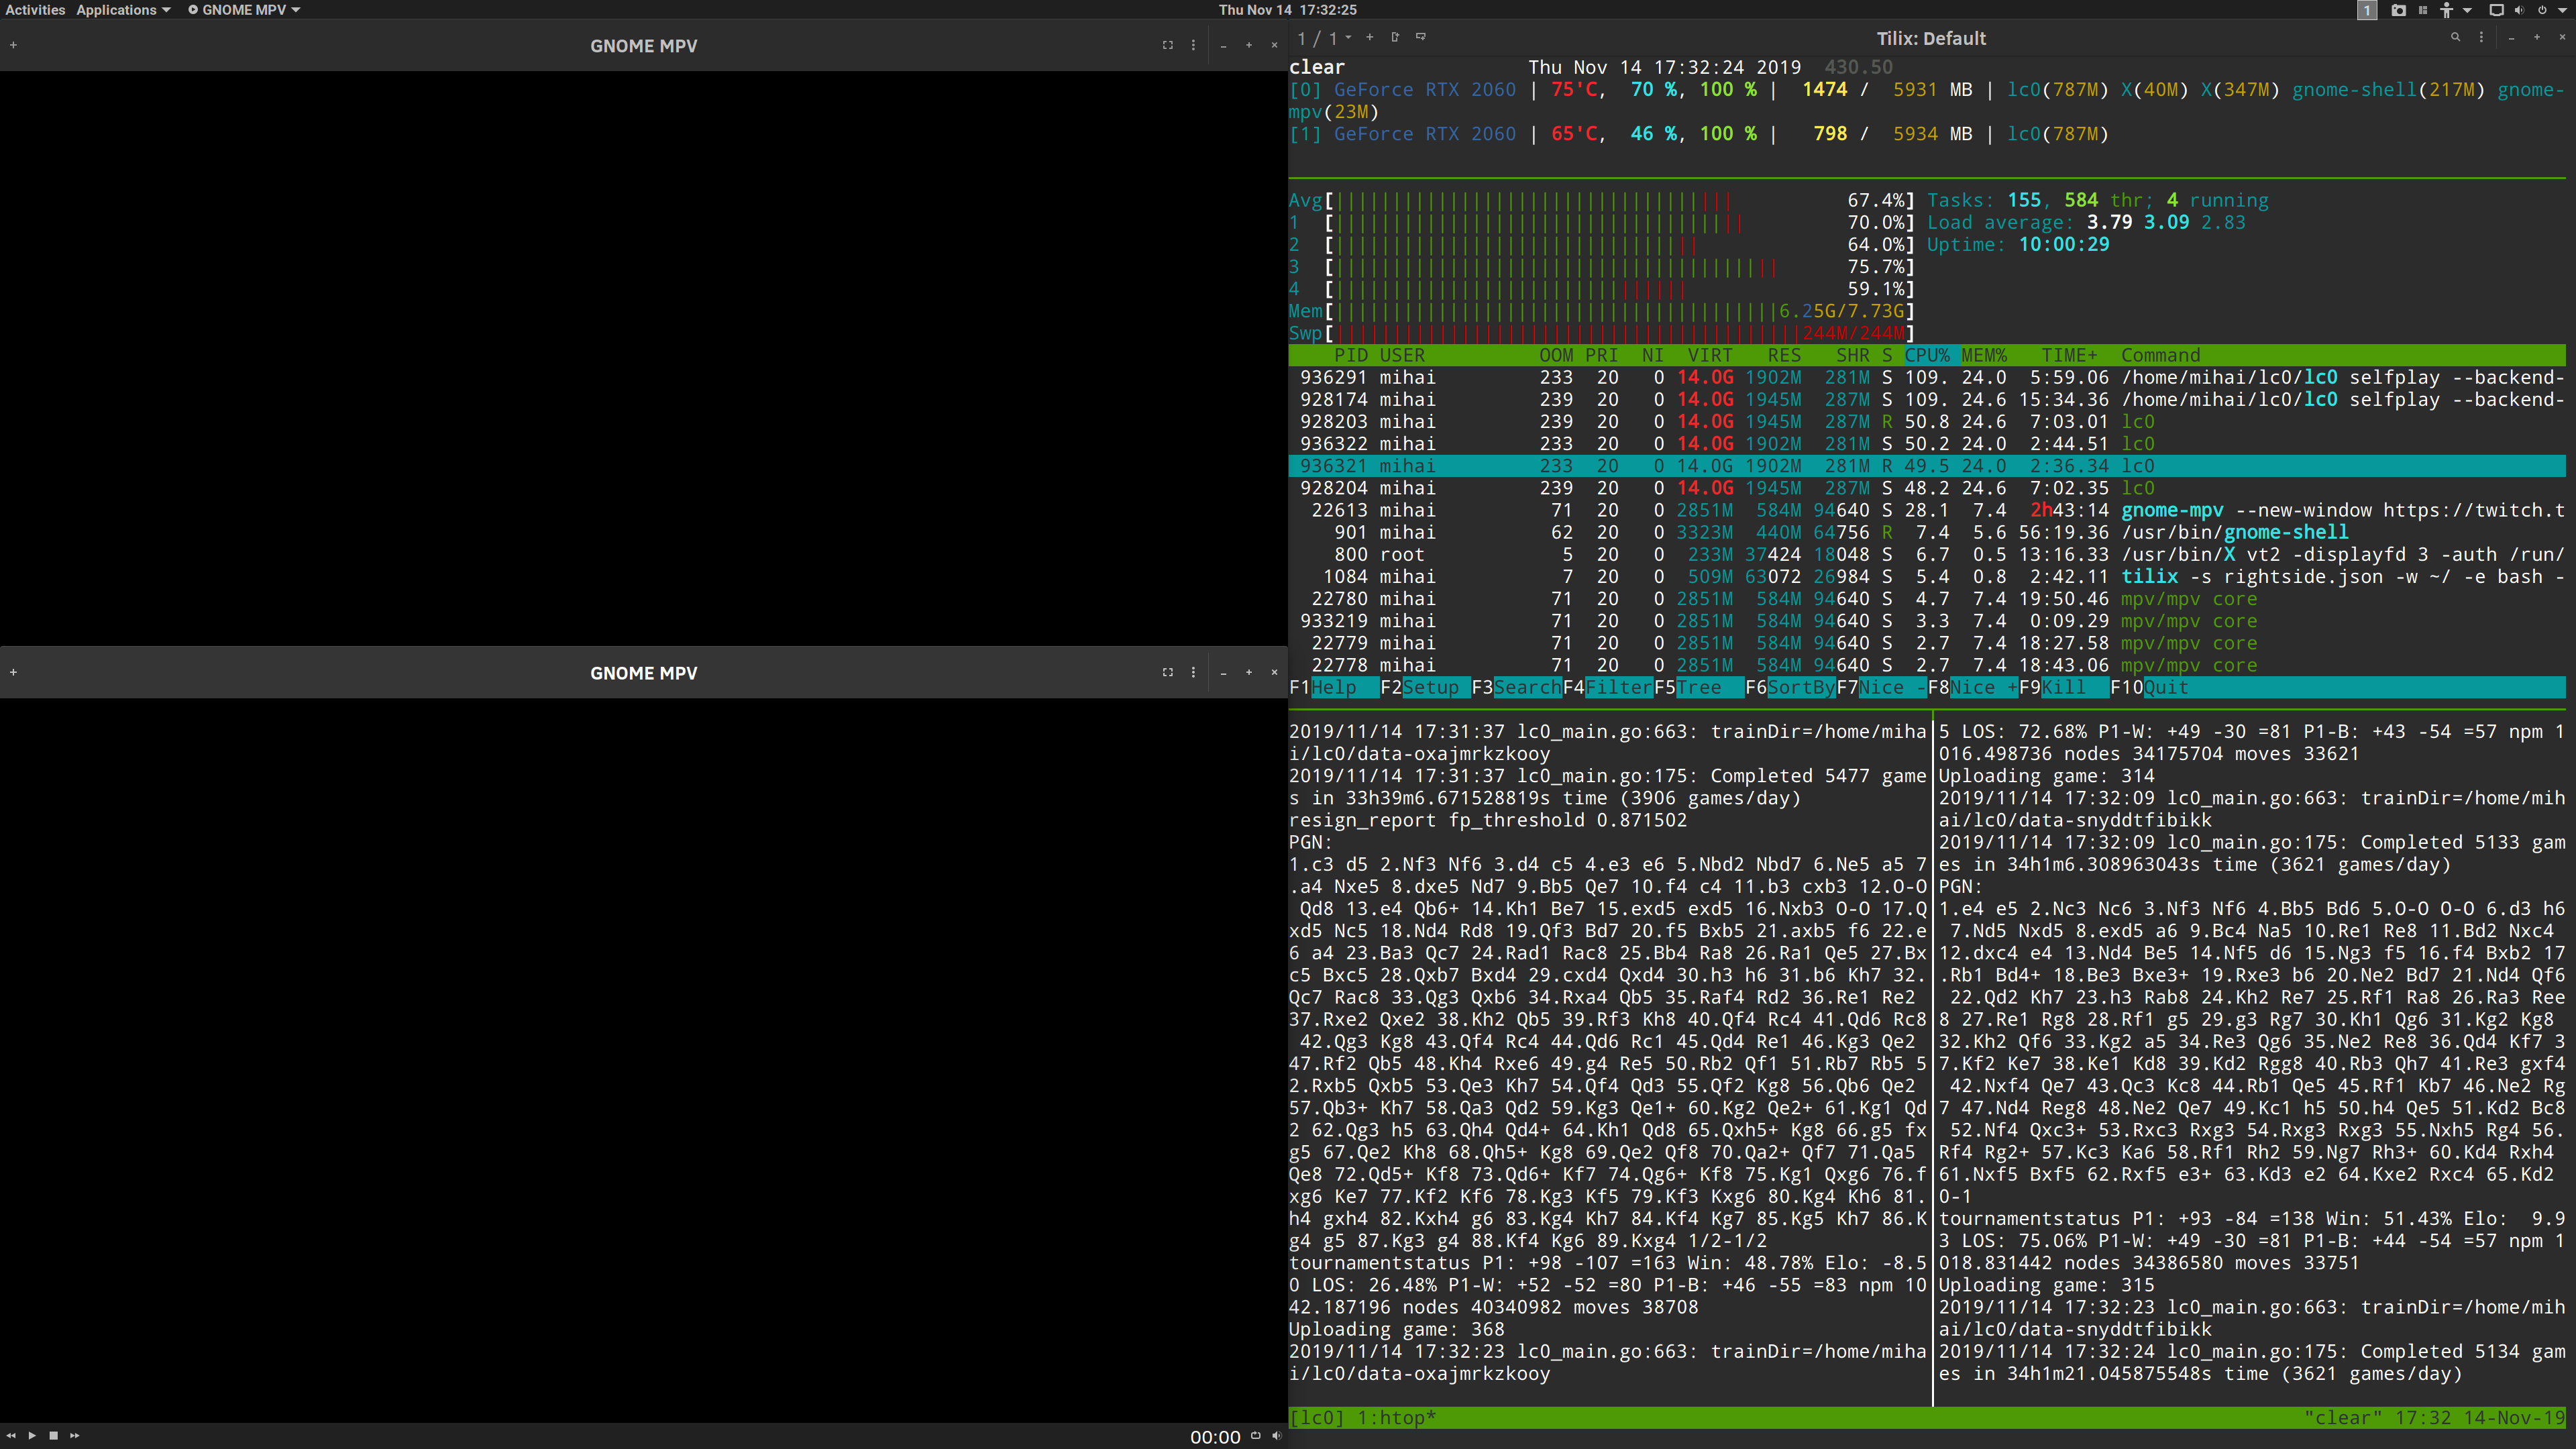 Activities Applications GNOME MPV Thu Nov 14 17:32:25 1
GNOME MPV
GNOME MPV
00:00
1 / 1 Tilix: Default
clear Thu Nov 14 17:32:24 2019 430.50
[0] GeForce RTX 2060 | 75'C, 70 %, 100 % | 1474 / 5931 MB | lc0(787M) X(40M) X(347M) gnome-shell(217M) gnome-
mpv(23M)
[1] GeForce RTX 2060 | 65'C, 46 %, 100 % | 798 / 5934 MB | lc0(787M)
Avg[ 67.4%] Tasks: 155, 584 thr; 4 running
1 [ 70.0%] Load average: 3.79 3.09 2.83
2 [ 64.0%] Uptime: 10:00:29
3 [ 75.7%]
4 [ 59.1%]
Mem[ 6.25G/7.73G]
Swp[ 244M/244M]
PID USER OOM PRI NI VIRT RES SHR S CPU% MEM% TIME+ Command
936291 mihai 233 20 0 14.0G 1902M 281M S 109. 24.0 5:59.06 /home/mihai/lc0/lc0 selfplay --backend-
928174 mihai 239 20 0 14.0G 1945M 287M S 109. 24.6 15:34.36 /home/mihai/lc0/lc0 selfplay --backend-
928203 mihai 239 20 0 14.0G 1945M 287M R 50.8 24.6 7:03.01 lc0
936322 mihai 233 20 0 14.0G 1902M 281M S 50.2 24.0 2:44.51 lc0
936321 mihai 233 20 0 14.0G 1902M 281M R 49.5 24.0 2:36.34 lc0
928204 mihai 239 20 0 14.0G 1945M 287M S 48.2 24.6 7:02.35 lc0
22613 mihai 71 20 0 2851M 584M 94640 S 28.1 7.4 2h43:14 gnome-mpv --new-window https://twitch.t
901 mihai 62 20 0 3323M 440M 64756 R 7.4 5.6 56:19.36 /usr/bin/gnome-shell
800 root 5 20 0 233M 37424 18048 S 6.7 0.5 13:16.33 /usr/bin/X vt2 -displayfd 3 -auth /run/
1084 mihai 7 20 0 509M 63072 26984 S 5.4 0.8 2:42.11 tilix -s rightside.json -w ~/ -e bash -
22780 mihai 71 20 0 2851M 584M 94640 S 4.7 7.4 19:50.46 mpv/mpv core
933219 mihai 71 20 0 2851M 584M 94640 S 3.3 7.4 0:09.29 mpv/mpv core
22779 mihai 71 20 0 2851M 584M 94640 S 2.7 7.4 18:27.58 mpv/mpv core
22778 mihai 71 20 0 2851M 584M 94640 S 2.7 7.4 18:43.06 mpv/mpv core
F1Help F2Setup F3SearchF4FilterF5Tree F6SortByF7Nice -F8Nice +F9Kill F10Quit
2019/11/14 17:31:37 lc0_main.go:663: trainDir=/home/miha
i/lc0/data-oxajmrkzkooy
2019/11/14 17:31:37 lc0_main.go:175: Completed 5477 game
s in 33h39m6.671528819s time (3906 games/day)
resign_report fp_threshold 0.871502
PGN:
1.c3 d5 2.Nf3 Nf6 3.d4 c5 4.e3 e6 5.Nbd2 Nbd7 6.Ne5 a5 7
.a4 Nxe5 8.dxe5 Nd7 9.Bb5 Qe7 10.f4 c4 11.b3 cxb3 12.O-O
Qd8 13.e4 Qb6+ 14.Kh1 Be7 15.exd5 exd5 16.Nxb3 O-O 17.Q
xd5 Nc5 18.Nd4 Rd8 19.Qf3 Bd7 20.f5 Bxb5 21.axb5 f6 22.e
6 a4 23.Ba3 Qc7 24.Rad1 Rac8 25.Bb4 Ra8 26.Ra1 Qe5 27.Bx
c5 Bxc5 28.Qxb7 Bxd4 29.cxd4 Qxd4 30.h3 h6 31.b6 Kh7 32.
Qc7 Rac8 33.Qg3 Qxb6 34.Rxa4 Qb5 35.Raf4 Rd2 36.Re1 Re2
37.Rxe2 Qxe2 38.Kh2 Qb5 39.Rf3 Kh8 40.Qf4 Rc4 41.Qd6 Rc8
42.Qg3 Kg8 43.Qf4 Rc4 44.Qd6 Rc1 45.Qd4 Re1 46.Kg3 Qe2
47.Rf2 Qb5 48.Kh4 Rxe6 49.g4 Re5 50.Rb2 Qf1 51.Rb7 Rb5 5
2.Rxb5 Qxb5 53.Qe3 Kh7 54.Qf4 Qd3 55.Qf2 Kg8 56.Qb6 Qe2
57.Qb3+ Kh7 58.Qa3 Qd2 59.Kg3 Qe1+ 60.Kg2 Qe2+ 61.Kg1 Qd
2 62.Qg3 h5 63.Qh4 Qd4+ 64.Kh1 Qd8 65.Qxh5+ Kg8 66.g5 fx
g5 67.Qe2 Kh8 68.Qh5+ Kg8 69.Qe2 Qf8 70.Qa2+ Qf7 71.Qa5
Qe8 72.Qd5+ Kf8 73.Qd6+ Kf7 74.Qg6+ Kf8 75.Kg1 Qxg6 76.f
xg6 Ke7 77.Kf2 Kf6 78.Kg3 Kf5 79.Kf3 Kxg6 80.Kg4 Kh6 81.
h4 gxh4 82.Kxh4 g6 83.Kg4 Kh7 84.Kf4 Kg7 85.Kg5 Kh7 86.K
g4 g5 87.Kg3 g4 88.Kf4 Kg6 89.Kxg4 1/2-1/2
tournamentstatus P1: +98 -107 =163 Win: 48.78% Elo: -8.5
0 LOS: 26.48% P1-W: +52 -52 =80 P1-B: +46 -55 =83 npm 10
42.187196 nodes 40340982 moves 38708
Uploading game: 368
2019/11/14 17:32:23 lc0_main.go:663: trainDir=/home/miha
i/lc0/data-oxajmrkzkooy
5 LOS: 72.68% P1-W: +49 -30 =81 P1-B: +43 -54 =57 npm 1
016.498736 nodes 34175704 moves 33621
Uploading game: 314
2019/11/14 17:32:09 lc0_main.go:663: trainDir=/home/mih
ai/lc0/data-snyddtfibikk
2019/11/14 17:32:09 lc0_main.go:175: Completed 5133 gam
es in 34h1m6.308963043s time (3621 games/day)
PGN:
1.e4 e5 2.Nc3 Nc6 3.Nf3 Nf6 4.Bb5 Bd6 5.O-O O-O 6.d3 h6
7.Nd5 Nxd5 8.exd5 a6 9.Bc4 Na5 10.Re1 Re8 11.Bd2 Nxc4
12.dxc4 e4 13.Nd4 Be5 14.Nf5 d6 15.Ng3 f5 16.f4 Bxb2 17
.Rb1 Bd4+ 18.Be3 Bxe3+ 19.Rxe3 b6 20.Ne2 Bd7 21.Nd4 Qf6
22.Qd2 Kh7 23.h3 Rab8 24.Kh2 Re7 25.Rf1 Ra8 26.Ra3 Ree
8 27.Re1 Rg8 28.Rf1 g5 29.g3 Rg7 30.Kh1 Qg6 31.Kg2 Kg8
32.Kh2 Qf6 33.Kg2 a5 34.Re3 Qg6 35.Ne2 Re8 36.Qd4 Kf7 3
7.Kf2 Ke7 38.Ke1 Kd8 39.Kd2 Rgg8 40.Rb3 Qh7 41.Re3 gxf4
42.Nxf4 Qe7 43.Qc3 Kc8 44.Rb1 Qe5 45.Rf1 Kb7 46.Ne2 Rg
7 47.Nd4 Reg8 48.Ne2 Qe7 49.Kc1 h5 50.h4 Qe5 51.Kd2 Bc8
52.Nf4 Qxc3+ 53.Rxc3 Rxg3 54.Rxg3 Rxg3 55.Nxh5 Rg4 56.
Rf4 Rg2+ 57.Kc3 Ka6 58.Rf1 Rh2 59.Ng7 Rh3+ 60.Kd4 Rxh4
61.Nxf5 Bxf5 62.Rxf5 e3+ 63.Kd3 e2 64.Kxe2 Rxc4 65.Kd2
0-1
tournamentstatus P1: +93 -84 =138 Win: 51.43% Elo: 9.9
3 LOS: 75.06% P1-W: +49 -30 =81 P1-B: +44 -54 =57 npm 1
018.831442 nodes 34386580 moves 33751
Uploading game: 315
2019/11/14 17:32:23 lc0_main.go:663: trainDir=/home/mih
ai/lc0/data-snyddtfibikk
2019/11/14 17:32:24 lc0_main.go:175: Completed 5134 gam
es in 34h1m21.045875548s time (3621 games/day)
[lc0] 1:htop* "clear" 17:32 14-Nov-19